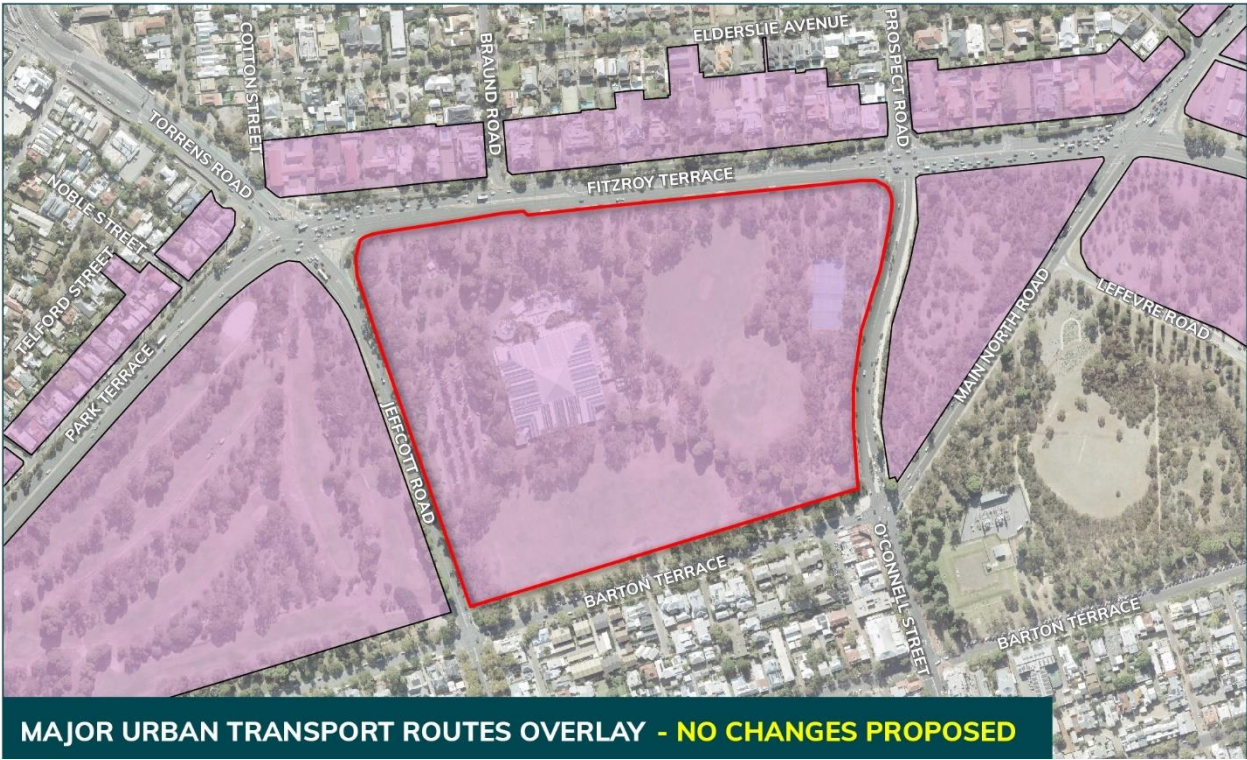 ELDERSLIE AVENUE
COTTON STREET
BRAUND ROAD
PROSPECT ROAD
TORRENS ROAD
FITZROY TERRACE
NOBLE STREET
TELFORD STREET
LEFEVRE ROAD
MAIN NORTH ROAD
PARK TERRACE
JEFFCOTT ROAD
BARTON TERRACE
O'CONNELL STREET
BARTON TERRACE
MAJOR URBAN TRANSPORT ROUTES OVERLAY - NO CHANGES PROPOSED